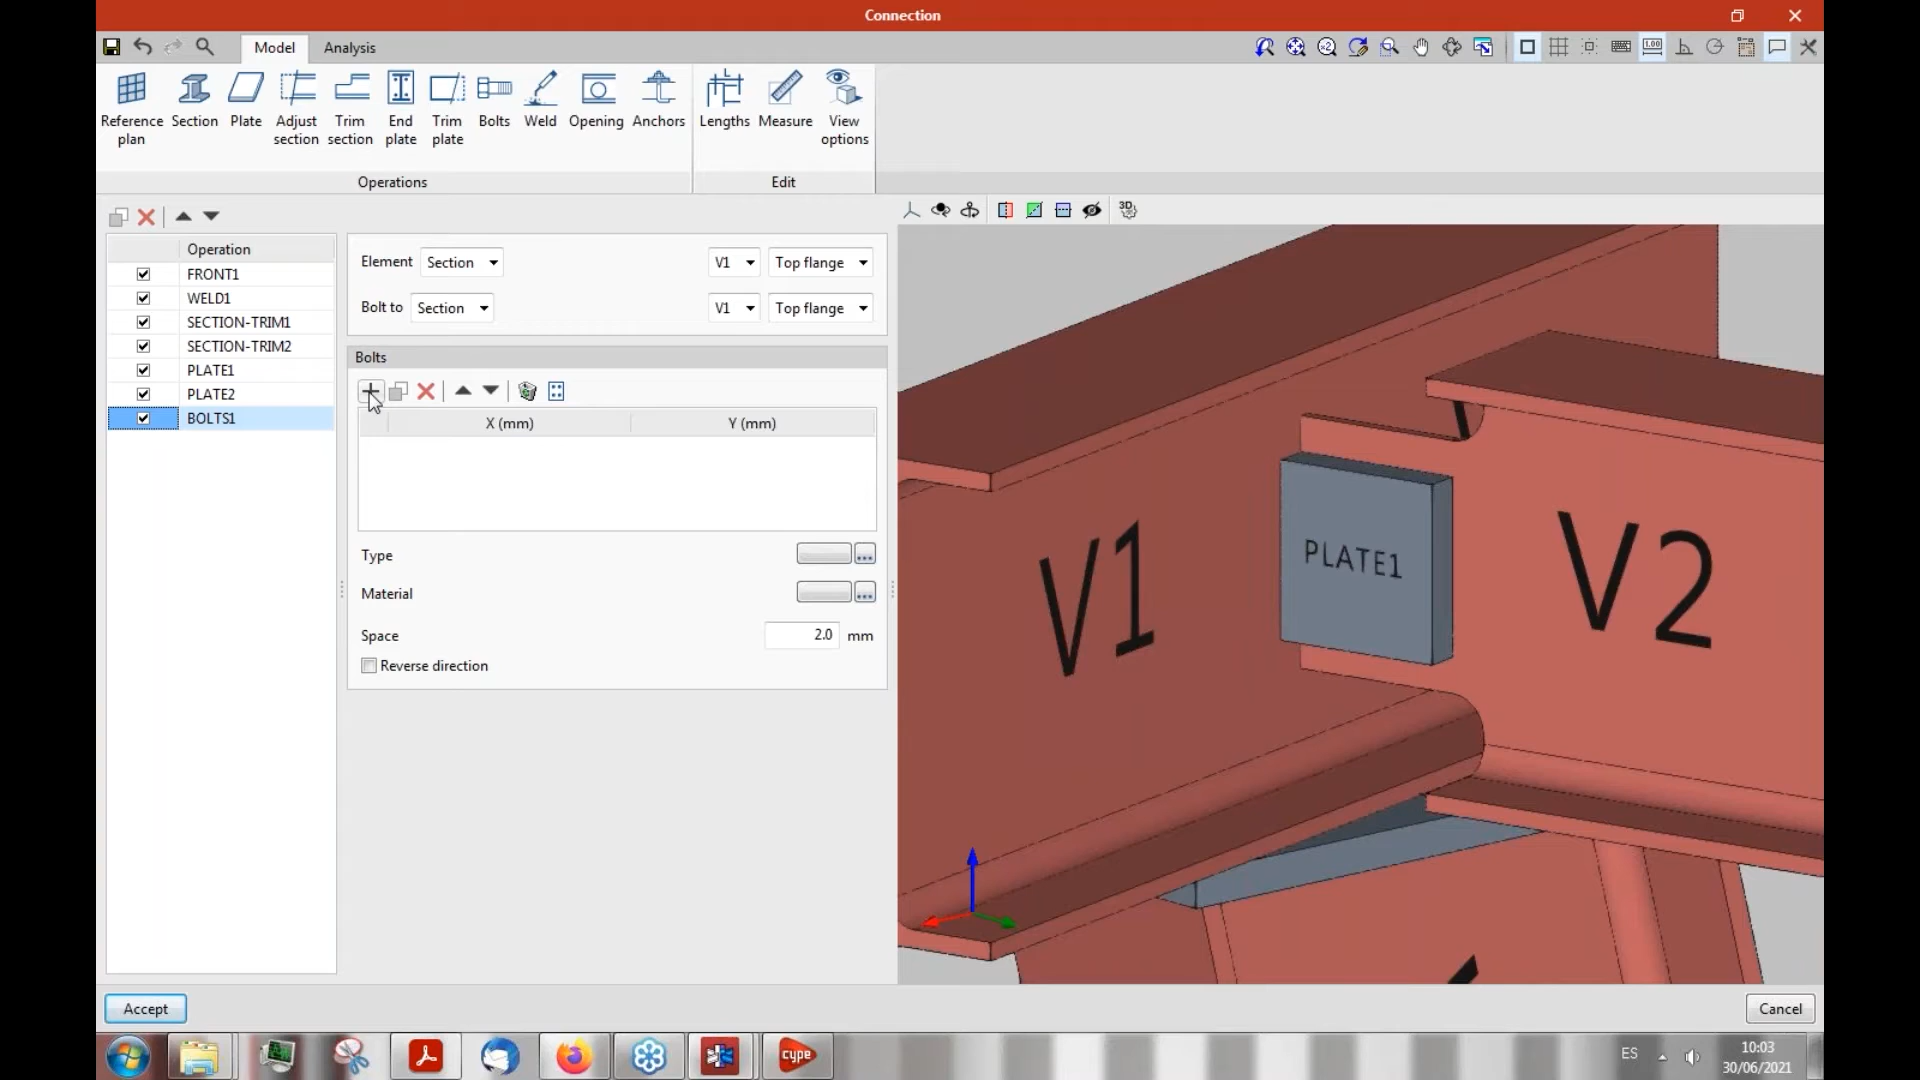 Connection
Model Analysis
1.00
Reference plan
Section
Plate
Adjust section
Trim section
End plate
Trim plate
Bolts
Weld
Opening
Anchors
Lengths
Measure
View options
Operations
Edit
3D
Operation
FRONT1
WELD1
SECTION-TRIM1
SECTION-TRIM2
PLATE1
PLATE2
BOLTS1
Element Section V1 Top flange
Bolt to Section V1 Top flange
Bolts
X (mm) Y (mm)
Type ...
Material ...
Space 2.0 mm
Reverse direction
V1
PLATE1
V2
Accept
Cancel
cype
ES
10:03
30/06/2021